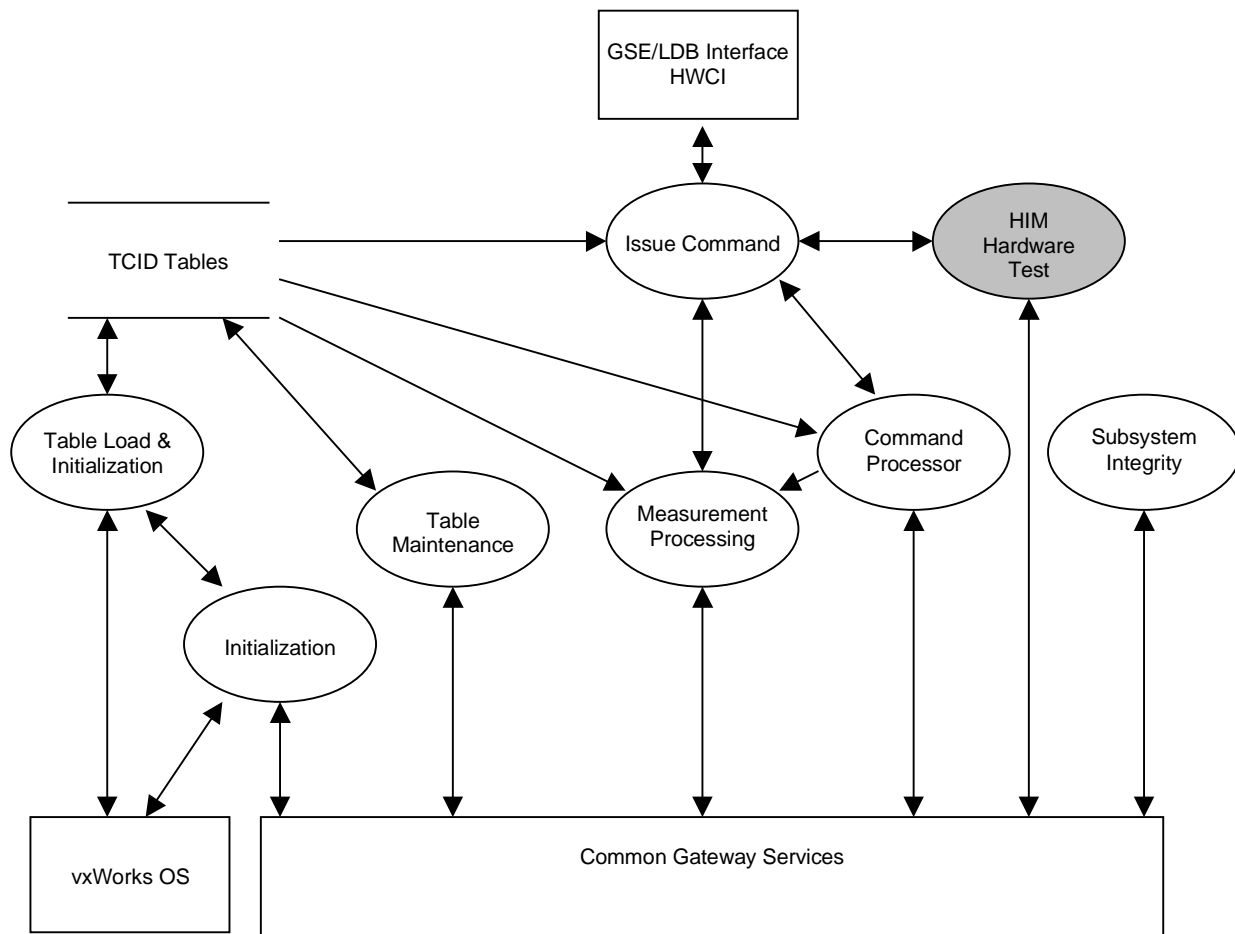 GSE/LDB Interface
HWCI
Issue Command
HIM
Hardware
Test
TCID Tables
Table Load &
Initialization
Command
Processor
Subsystem
Integrity
Table
Maintenance
Measurement
Processing
Initialization
vxWorks OS
Common Gateway Services